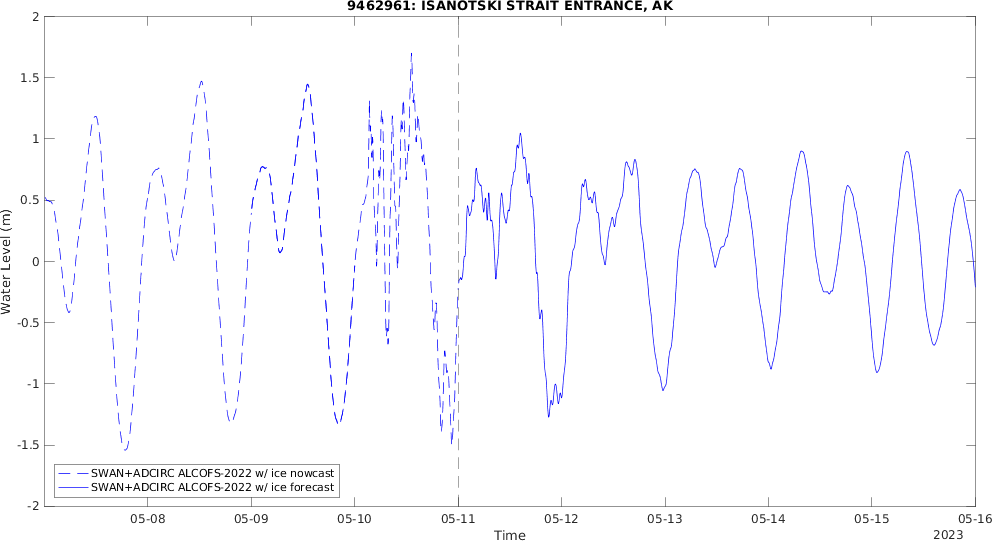 9462961: ISANOTSKI STRAIT ENTRANCE, AK
2
1.5
1
0.5
0
-0.5
-1
-1.5
-2
Water Level (m)
SWAN+ADCIRC ALCOFS-2022 w/ ice nowcast
SWAN+ADCIRC ALCOFS-2022 w/ ice forecast
05-08 05-09 05-10 05-11 05-12 05-13 05-14 05-15 05-16
Time
2023